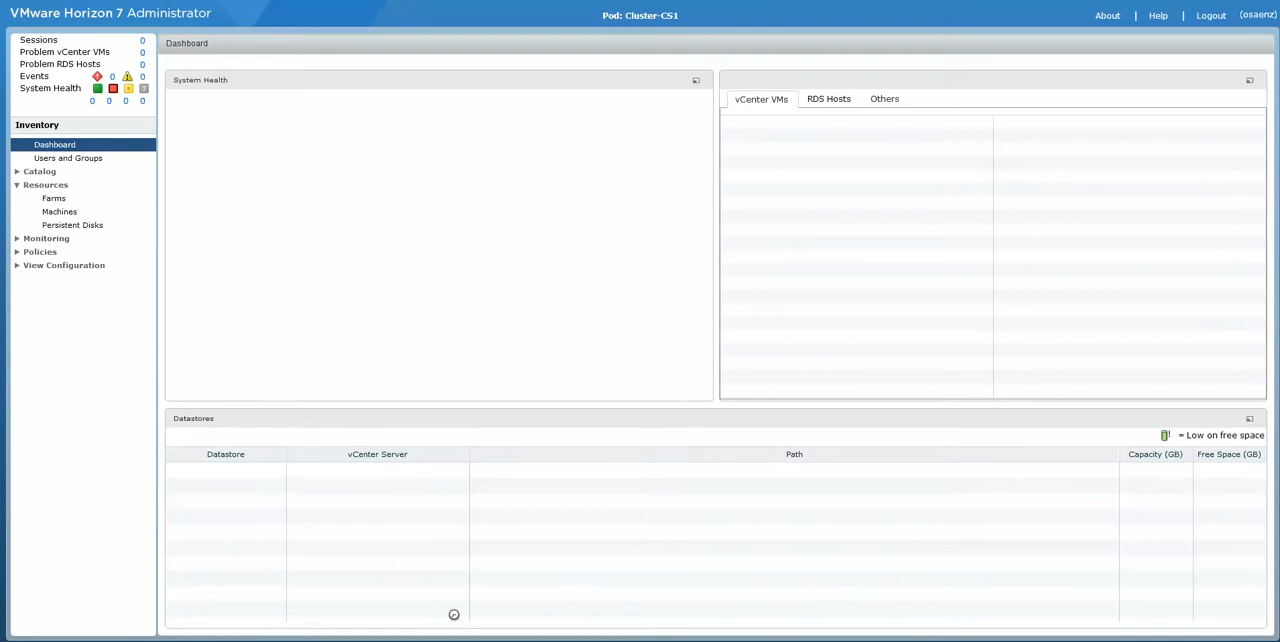 VMware Horizon 7 Administrator
Pod: Cluster-CS1
About | Help | Logout (osaenz)
Sessions 0
Problem vCenter VMs 0
Problem RDS Hosts 0
Events 0 0
System Health
0 0 0 0
Inventory
Dashboard
Users and Groups
Catalog
Resources
Farms
Machines
Persistent Disks
Monitoring
Policies
View Configuration
Dashboard
System Health
vCenter VMs RDS Hosts Others
Datastores
= Low on free space
Datastore vCenter Server Path Capacity (GB) Free Space (GB)